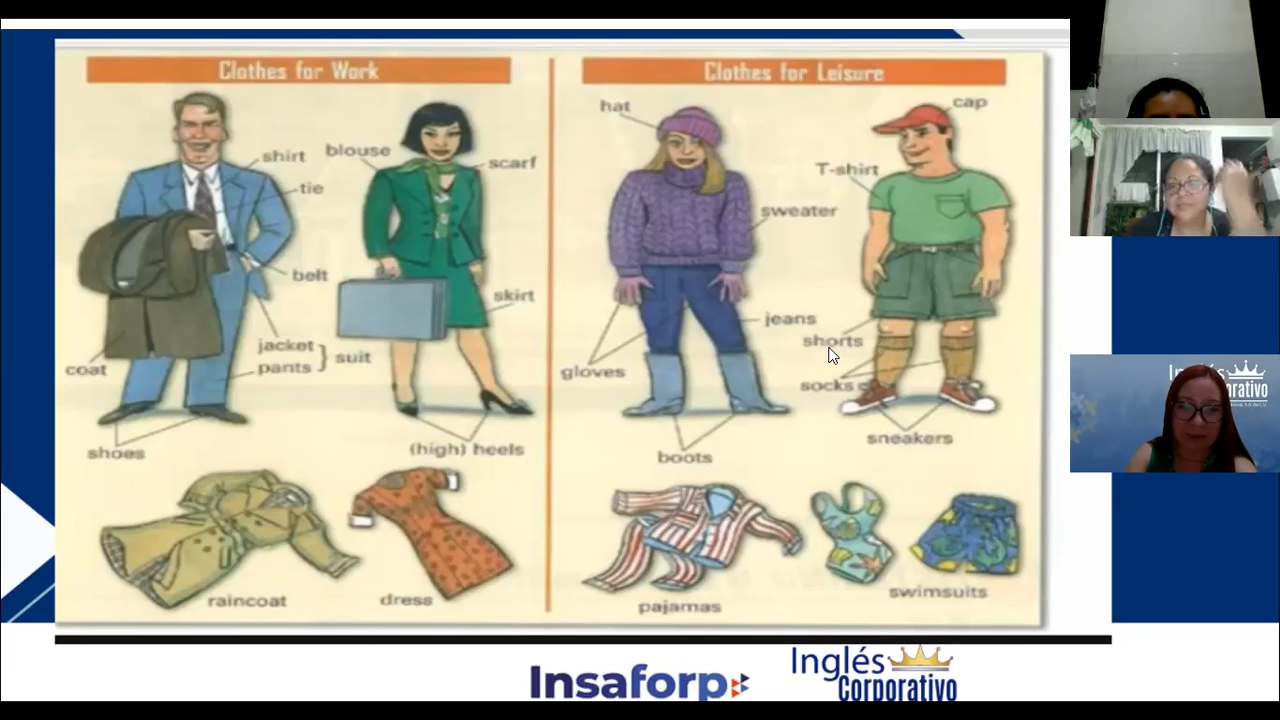 Clothes for Work
shirt
blouse
scarf
tie
belt
skirt
jacket
pants
suit
coat
shoes
(high) heels
raincoat
dress
Clothes for Leisure
hat
cap
T-shirt
sweater
jeans
shorts
gloves
socks
sneakers
boots
pajamas
swimsuits
Insaforp
Inglés
Corporativo